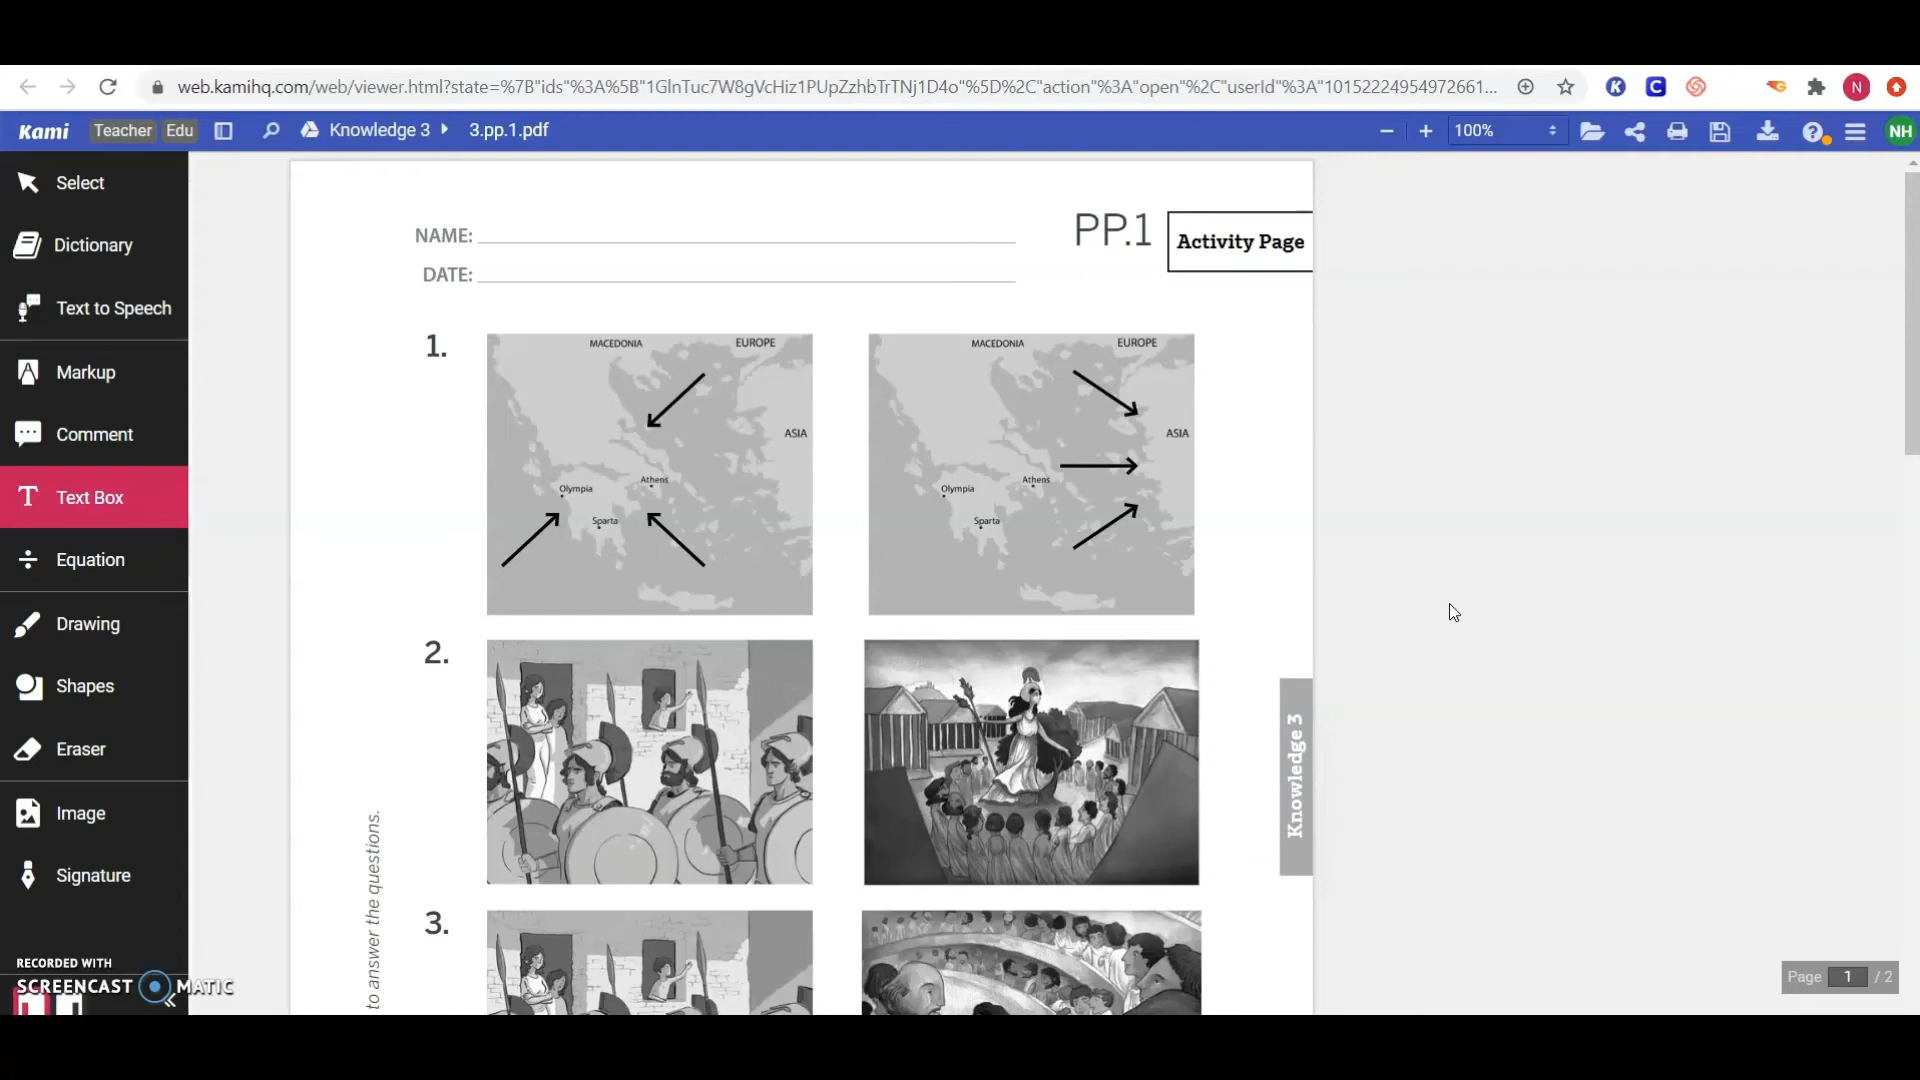 web.kamihq.com/web/viewer.html?state=%7B"ids"%3A%5B"1GlnTuc7W8gVcHiz1PUpZzhbTrTNj1D4o"%5D%2C"action"%3A"open"%2C"userId"%3A"10152224954972661...
K C N
Kami Teacher Edu Knowledge 3 3.pp.1.pdf 100% ? NH
Select
Dictionary
Text to Speech
Markup
Comment
T Text Box
Equation
Drawing
Shapes
Eraser
Image
Signature
RECORDED WITH
SCREENCAST MATIC
NAME:
DATE:
PP.1
Activity Page
1.
MACEDONIA EUROPE
ASIA
Athens
Olympia
Sparta
MACEDONIA EUROPE
ASIA
Athens
Olympia
Sparta
2.
3.
to answer the questions.
Knowledge 3
Page 1 / 2